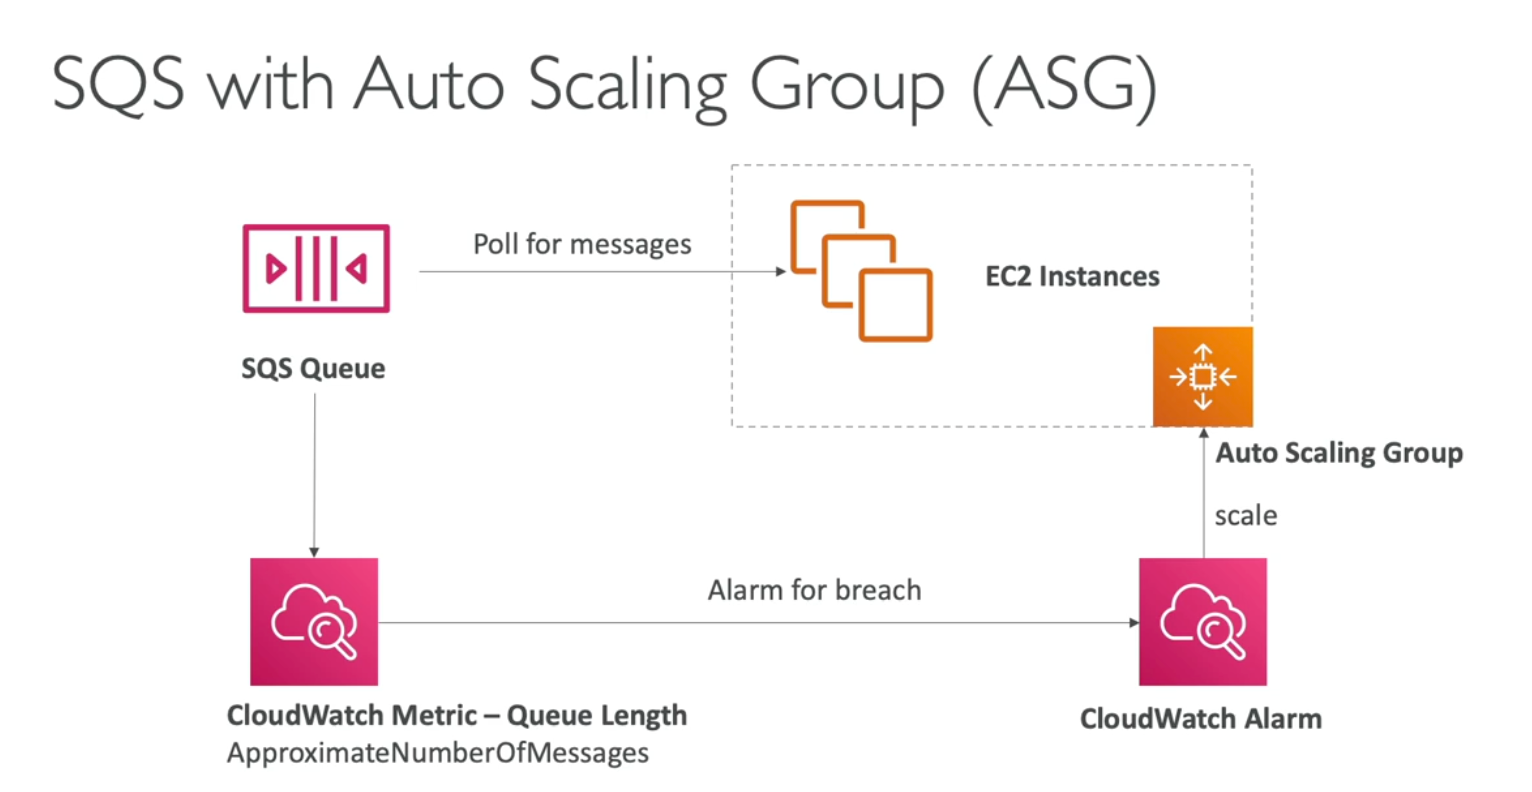 SQS with Auto Scaling Group (ASG)
Poll for messages
EC2 Instances
SQS Queue
Auto Scaling Group
scale
Alarm for breach
CloudWatch Metric – Queue Length
ApproximateNumberOfMessages
CloudWatch Alarm